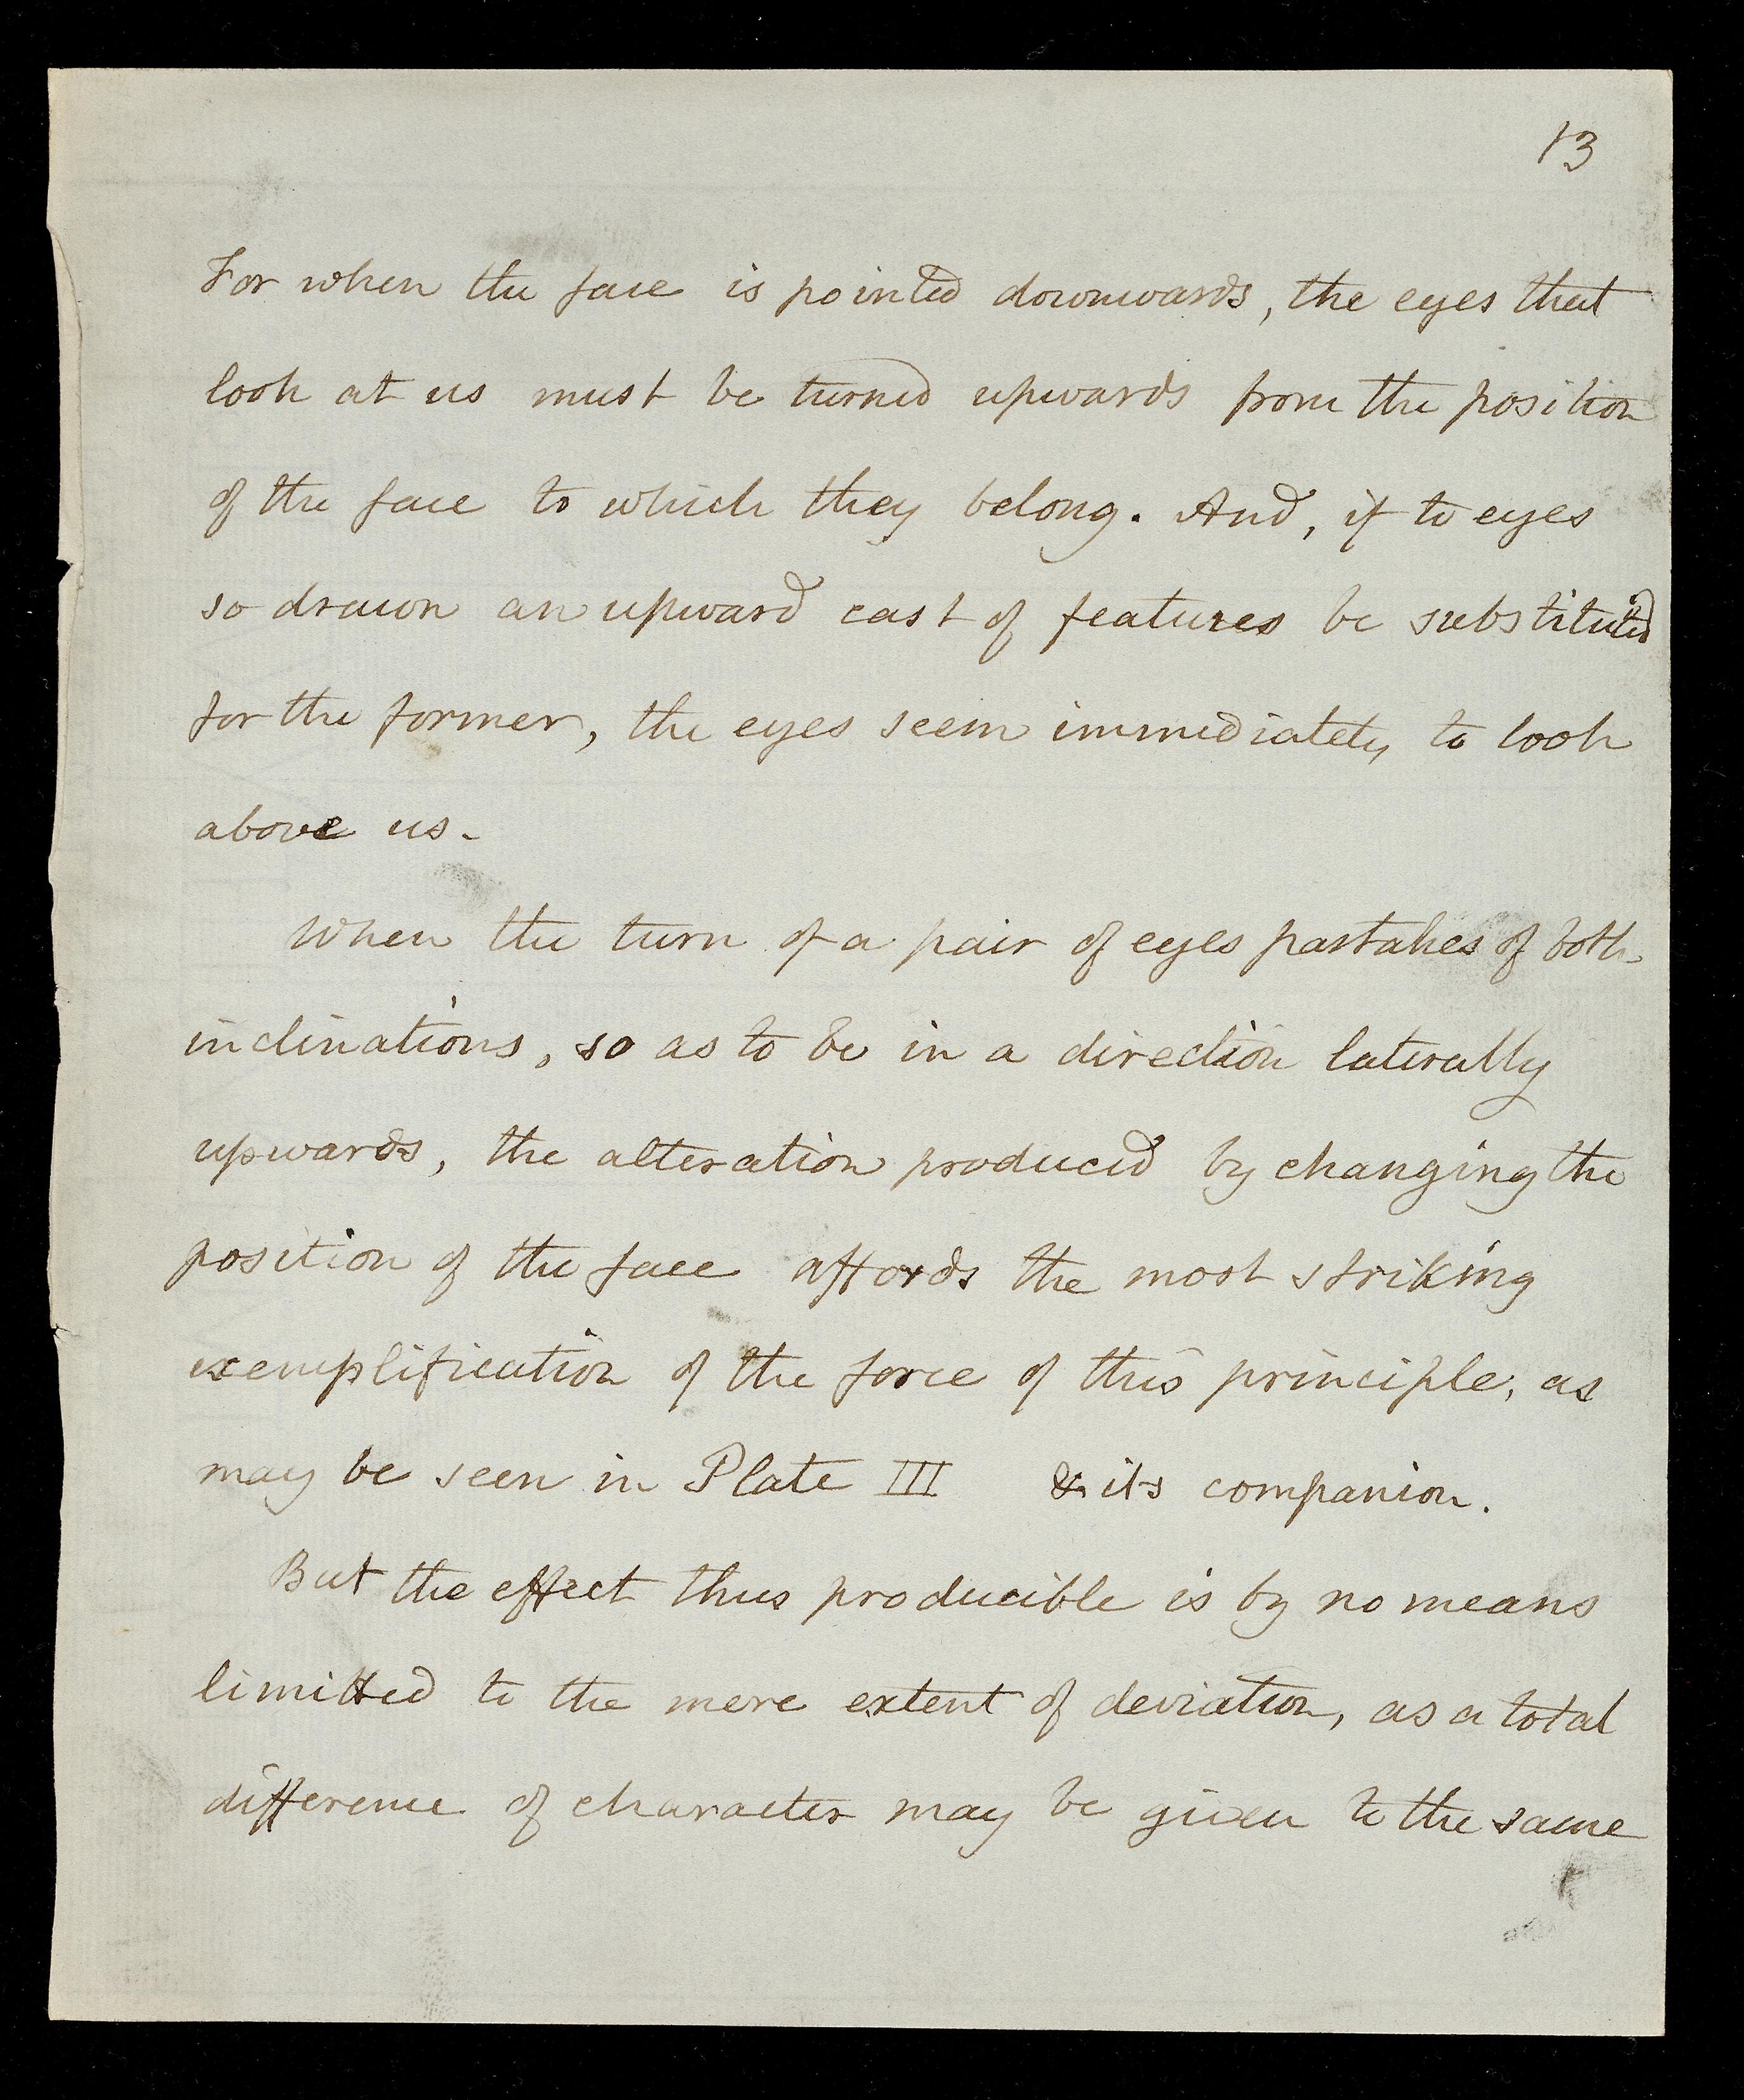 13
For when the face is pointed downwards, the eyes that
look at us must be turned upwards from the position
of the face to which they belong. And, if to eyes
so drawn an upward cast of features be substituted
for the former, the eyes seem immediately to look
above us.
When the turn of a pair of eyes partakes of both
inclinations, so as to be in a direction laterally
upwards, the alteration produced by changing the
position of the face affords the most striking
exemplification of the force of this principle, as
may be seen in Plate III & its companion.
But the effect thus producible is by no means
limitted to the mere extent of deviation, as a total
difference of character may be given to the same